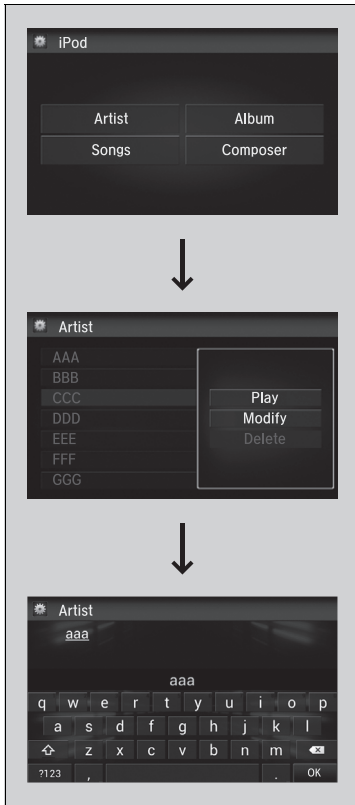 iPod
Artist Album
Songs Composer
Artist
AAA
BBB
CCC
DDD
EEE
FFF
GGG
Play
Modify
Delete
Artist
aaa
aaa
q w e r t y u i o p
a s d f g h j k l
z x c v b n m
?123 , . OK